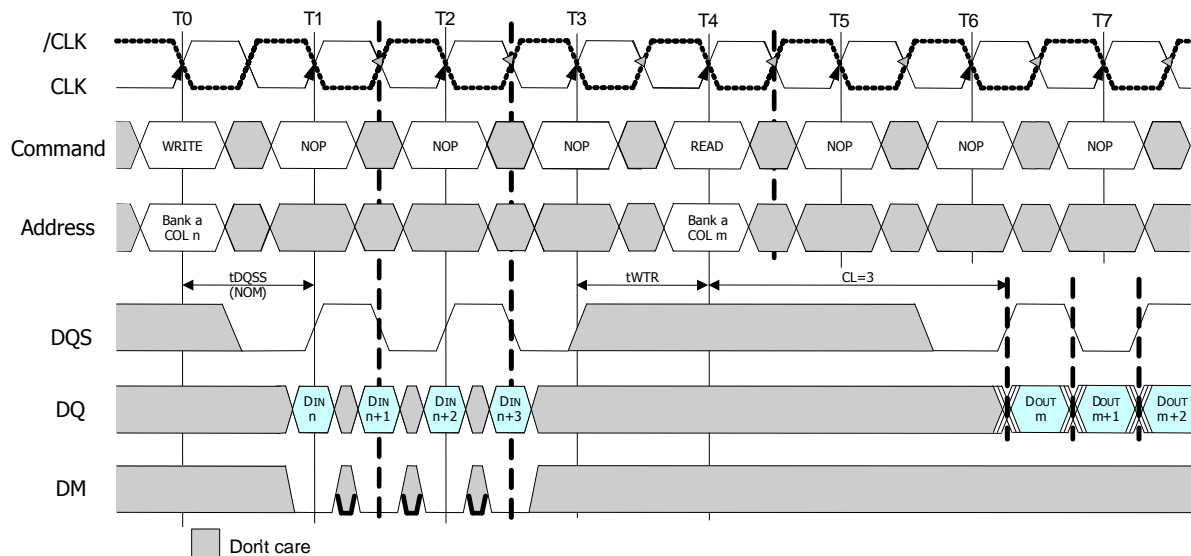 T0 T1 T2 T3 T4 T5 T6 T7
/CLK
CLK
Command WRITE NOP NOP NOP READ NOP NOP NOP
Address Bank a COL n Bank a COL m
tDQSS (NOM) tWTR CL=3
DQS
DQ DIN n DIN n+1 DIN n+2 DIN n+3 DOUT m DOUT m+1 DOUT m+2
DM
Don't care